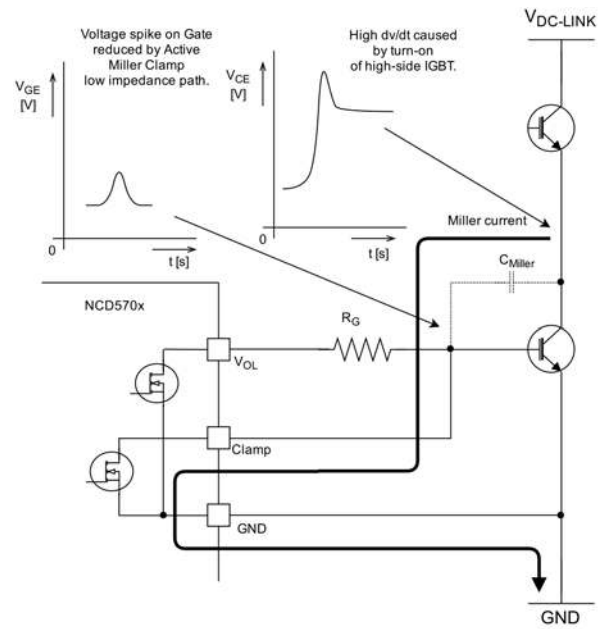 Voltage spike on Gate
reduced by Active
Miller Clamp
low impedance path.
High dv/dt caused
by turn-on
of high-side IGBT.
VDC-LINK
VGE
[V]
VCE
[V]
0
t [s]
0
t [s]
Miller current
CMiller
NCD570x
RG
VOL
Clamp
GND
GND